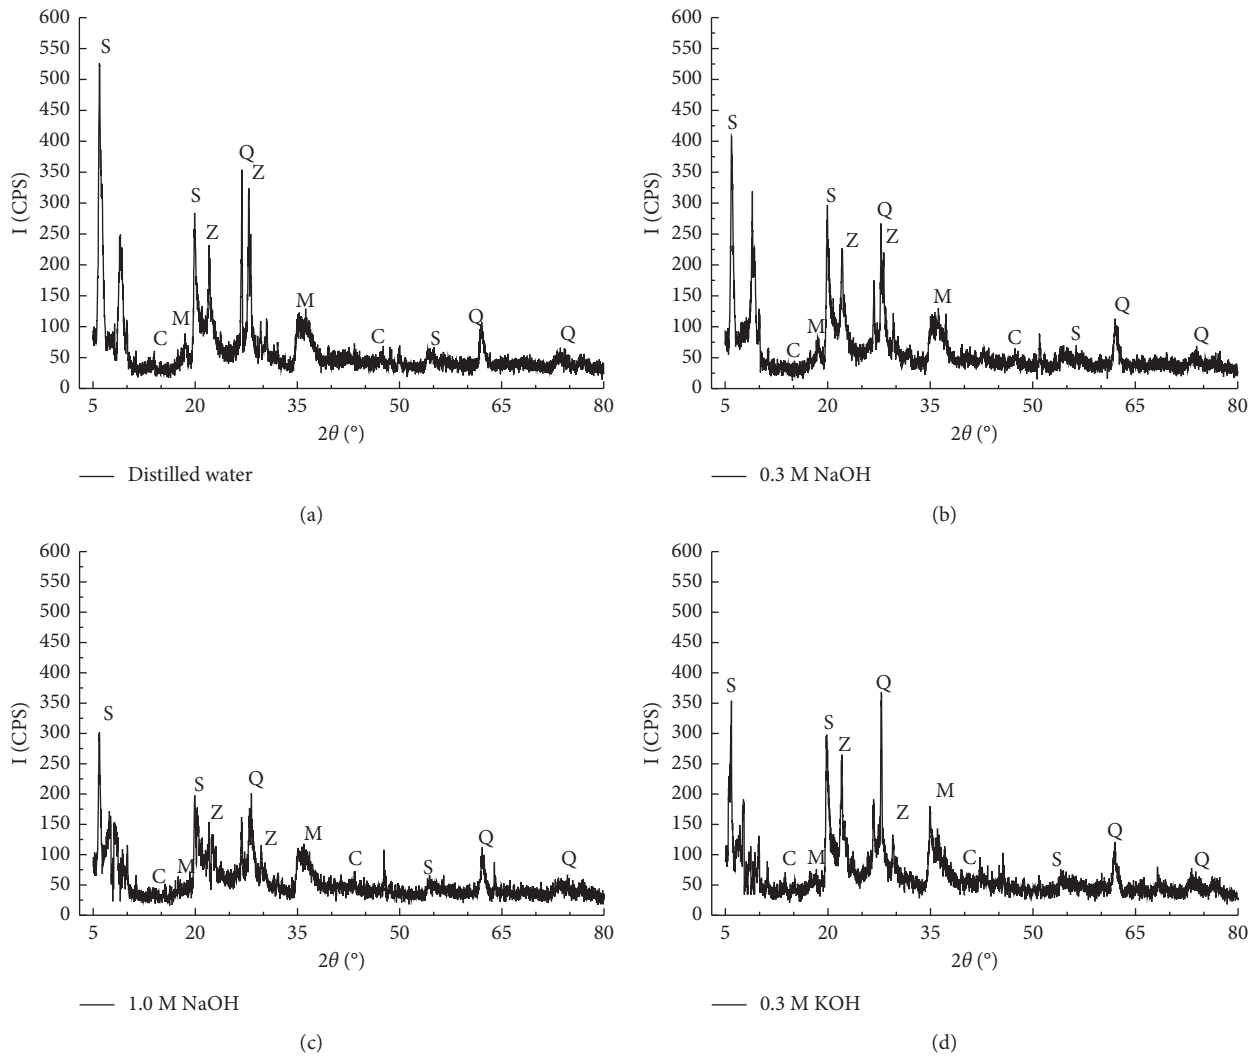 600
550
500
450
400
350
300
250
200
150
100
50
0
I (CPS)
S
C
M
S
Z
Q
Z
M
C
S
Q
Q
5 20 35 50 65 80
2θ (°)
Distilled water
(a)
600
550
500
450
400
350
300
250
200
150
100
50
0
I (CPS)
S
C
M
S
Z
Q
Z
M
C
S
Q
Q
5 20 35 50 65 80
2θ (°)
0.3 M NaOH
(b)
600
550
500
450
400
350
300
250
200
150
100
50
0
I (CPS)
S
C
M
S
Z
Q
Z
M
C
S
Q
Q
5 20 35 50 65 80
2θ (°)
1.0 M NaOH
(c)
600
550
500
450
400
350
300
250
200
150
100
50
0
I (CPS)
S
C
M
S
Z
Q
Z
M
C
S
Q
Q
5 20 35 50 65 80
2θ (°)
0.3 M KOH
(d)